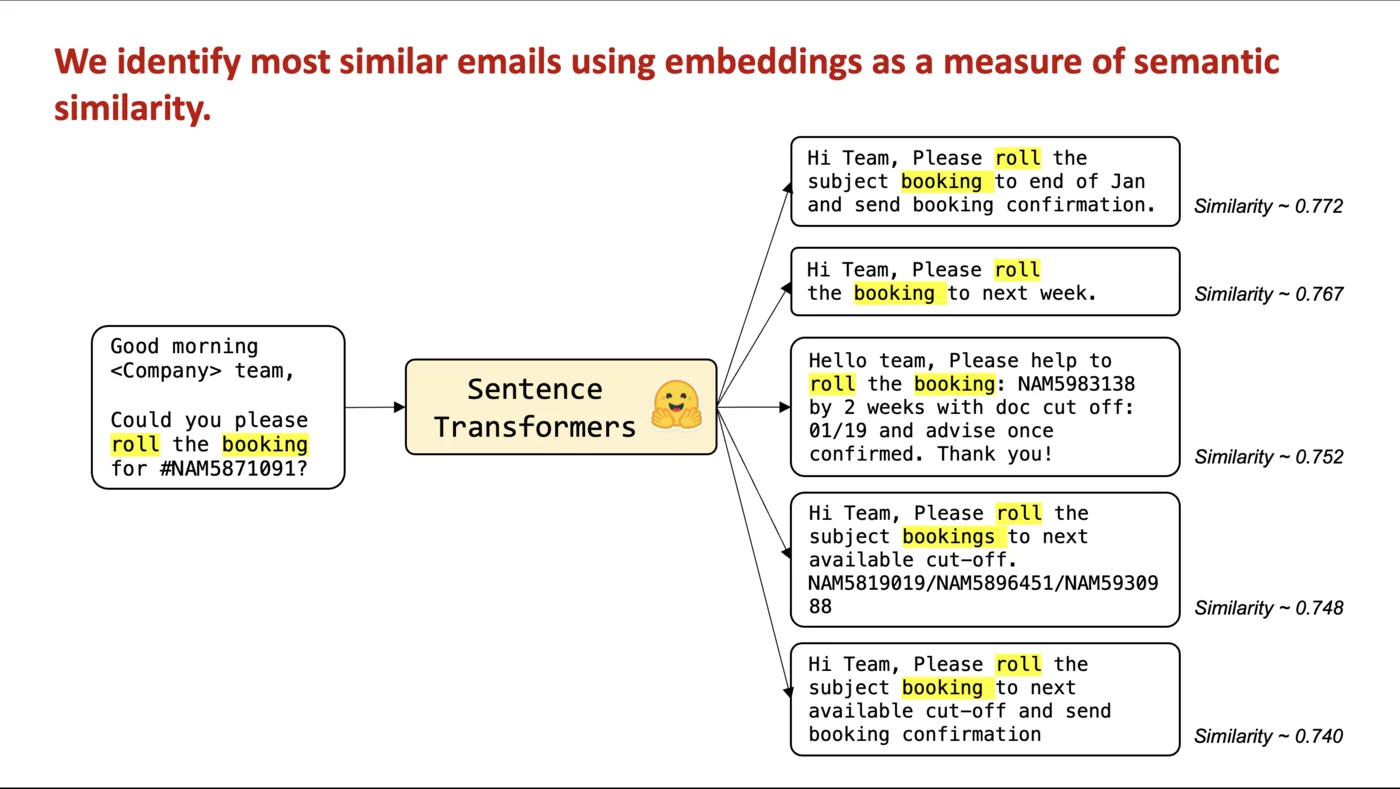 We identify most similar emails using embeddings as a measure of semantic
similarity.
Good morning
<Company> team,
Could you please
roll the booking
for #NAM5871091?
Sentence
Transformers
Hi Team, Please roll the
subject booking to end of Jan
and send booking confirmation.
Similarity ~ 0.772
Hi Team, Please roll
the booking to next week.
Similarity ~ 0.767
Hello team, Please help to
roll the booking: NAM5983138
by 2 weeks with doc cut off:
01/19 and advise once
confirmed. Thank you!
Similarity ~ 0.752
Hi Team, Please roll the
subject bookings to next
available cut-off.
NAM5819019/NAM5896451/NAM59309
88
Similarity ~ 0.748
Hi Team, Please roll the
subject booking to next
available cut-off and send
booking confirmation
Similarity ~ 0.740